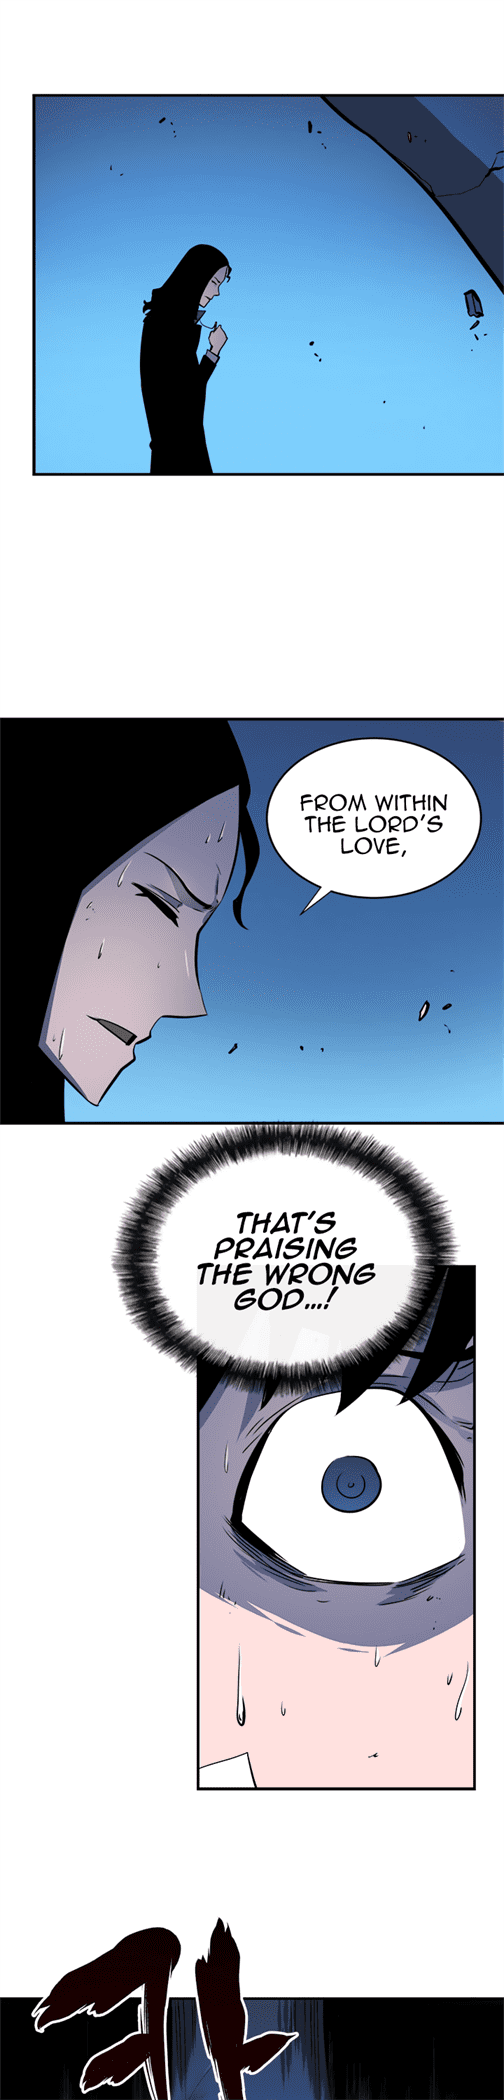 FROM WITHIN
THE LORD'S
LOVE,
THAT'S
PRAISING
THE WRONG
GOD...!